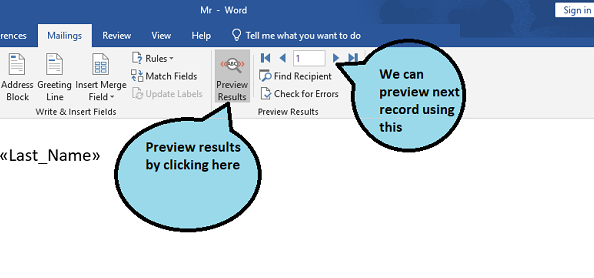 Mr - Word
Sign in
erences Mailings Review View Help Tell me what you want to do
Address Block
Greeting Line
Insert Merge Field
Rules
Match Fields
Update Labels
Write & Insert Fields
ABC
Preview Results
1
Find Recipient
Check for Errors
Preview Results
We can
preview next
record using
this
Preview results
by clicking here
«Last_Name»